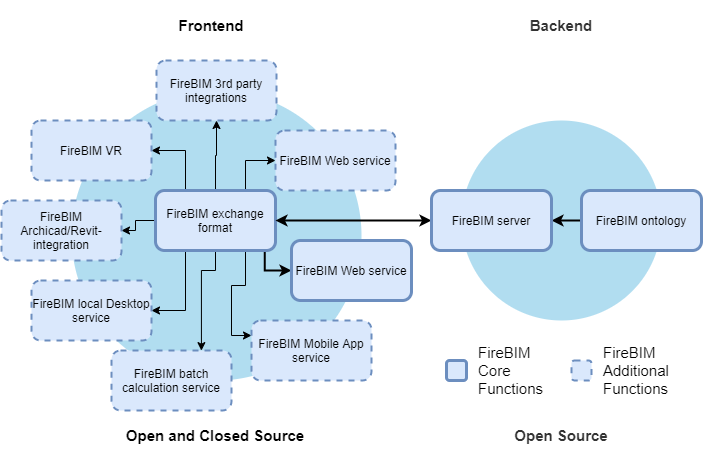 Frontend
Backend
FireBIM 3rd party
integrations
FireBIM VR
FireBIM Web service
FireBIM
Archicad/Revit-
integration
FireBIM exchange
format
FireBIM server
FireBIM ontology
FireBIM Web service
FireBIM local Desktop
service
FireBIM Mobile App
service
FireBIM batch
calculation service
FireBIM
Core
Functions
FireBIM
Additional
Functions
Open and Closed Source
Open Source